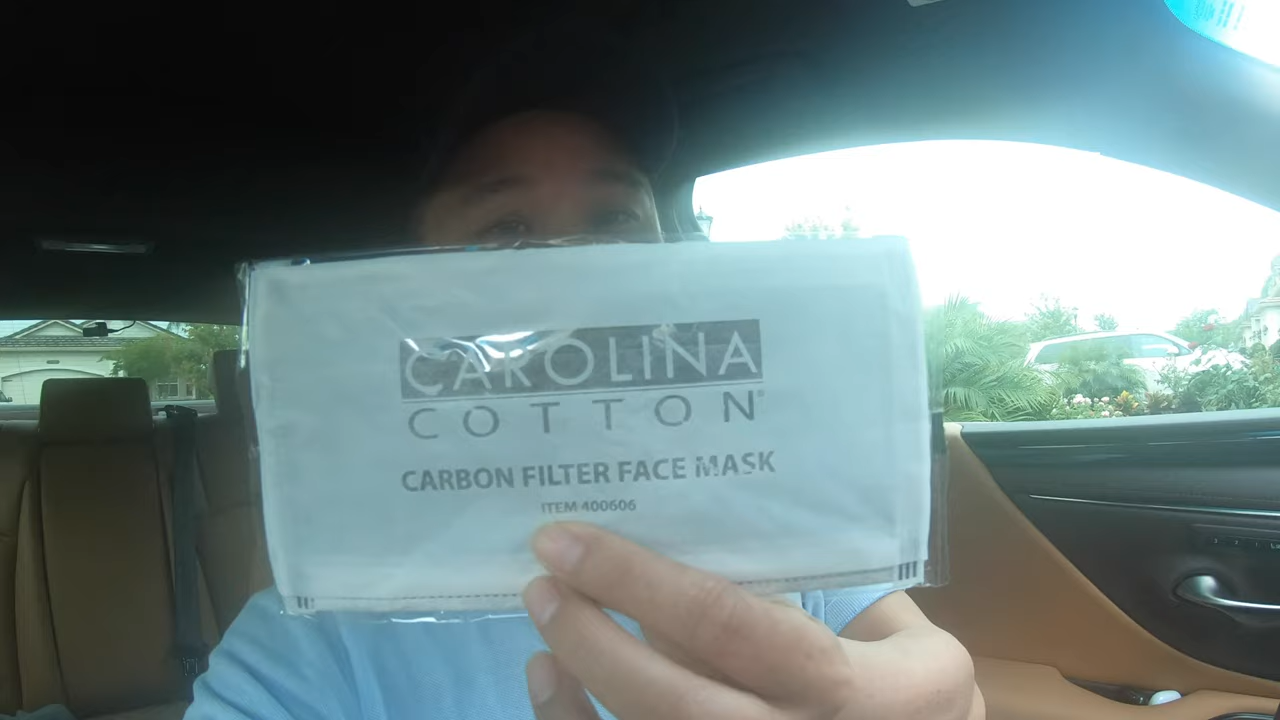 CAROLINA
COTTON®
CARBON FILTER FACE MASK
ITEM 400606